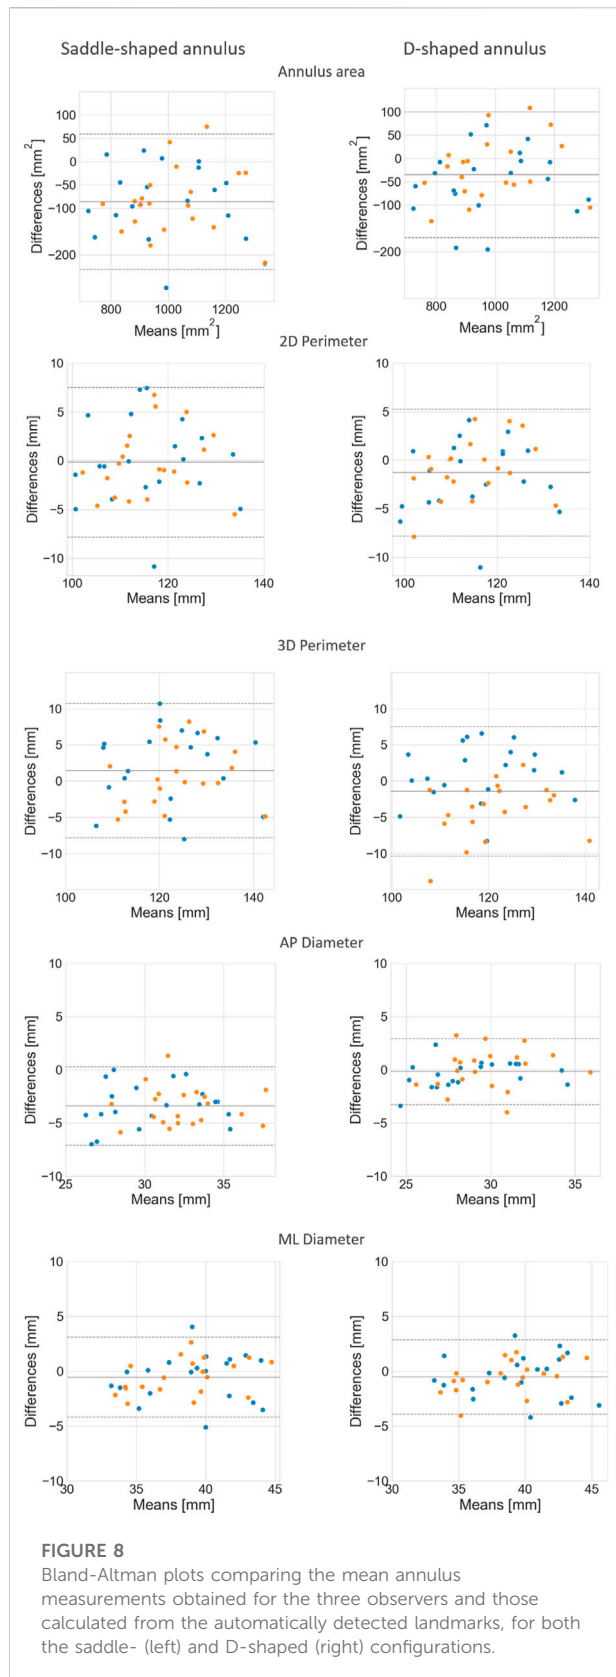 Saddle-shaped annulus
D-shaped annulus
Annulus area
Differences [mm²]
100
50
0
−50
−100
−200
800
1000
1200
Means [mm²]
Differences [mm²]
100
50
0
−50
−100
−200
800
1000
1200
Means [mm²]
2D Perimeter
Differences [mm]
10
5
0
−5
−10
100
120
140
Means [mm]
Differences [mm]
10
5
0
−5
−10
100
120
140
Means [mm]
3D Perimeter
Differences [mm]
10
5
0
−5
−10
100
120
140
Means [mm]
Differences [mm]
10
5
0
−5
−10
100
120
140
Means [mm]
AP Diameter
Differences [mm]
10
5
0
−5
−10
25
30
35
Means [mm]
Differences [mm]
10
5
0
−5
−10
25
30
35
Means [mm]
ML Diameter
Differences [mm]
10
5
0
−5
−10
30
35
40
45
Means [mm]
Differences [mm]
10
5
0
−5
−10
30
35
40
45
Means [mm]
FIGURE 8
Bland-Altman plots comparing the mean annulus
measurements obtained for the three observers and those
calculated from the automatically detected landmarks, for both
the saddle- (left) and D-shaped (right) configurations.